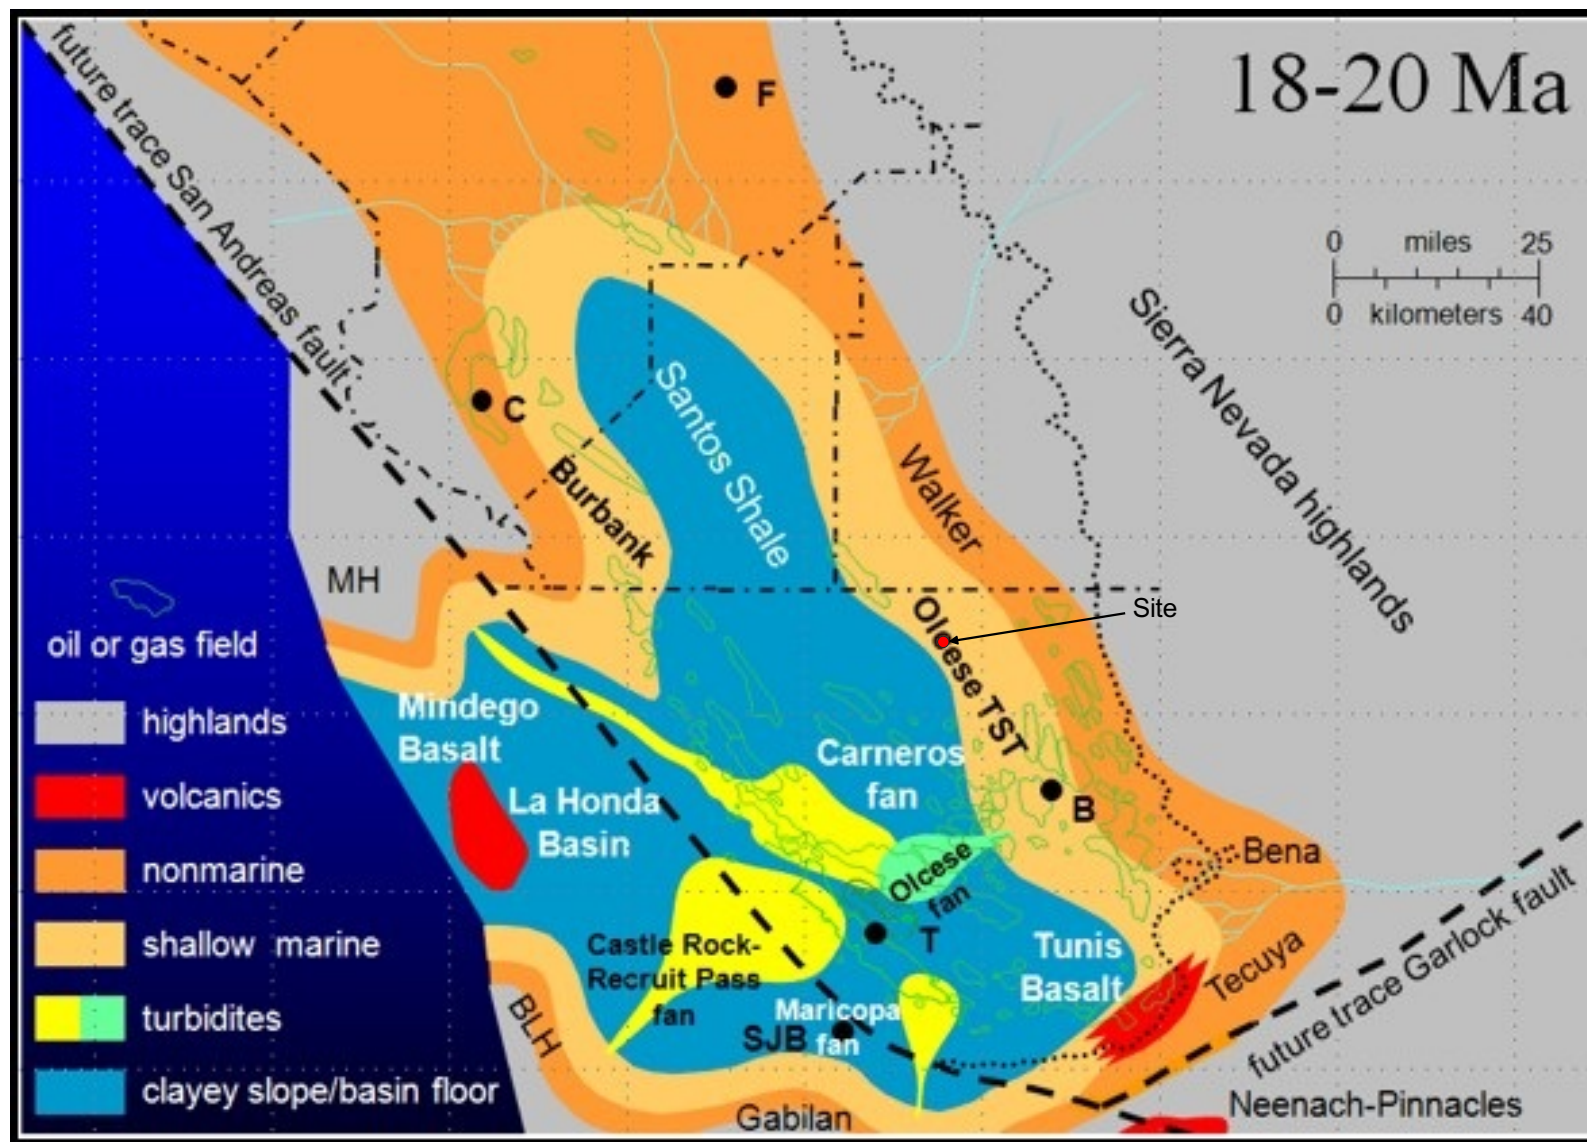 18-20 Ma
future trace San Andreas fault
F
0 miles 25
0 kilometers 40
Sierra Nevada highlands
Santos Shale
C
Walker
Burbank
MH
Site
Olcese TST
oil or gas field
highlands
volcanics
nonmarine
shallow marine
turbidites
clayey slope/basin floor
Mindego
Basalt
La Honda
Basin
Carneros
fan
B
Bena
Olcese
fan
T
Castle Rock-
Recruit Pass
fan
Tunis
Basalt
Tecuya
Maricopa
fan
SJB
BLH
future trace Garlock fault
Gabilan
Neenach-Pinnacles